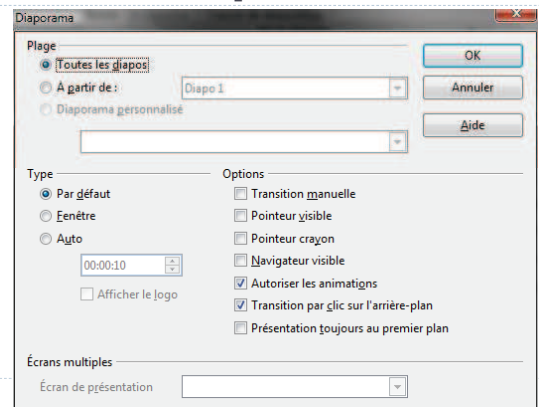 Diaporama
Plage
Toutes les diapos
À partir de :
Diapo 1
Diaporama personnalisé
OK
Annuler
Aide
Type
Par défaut
Fenêtre
Auto
00:00:10
Afficher le logo
Options
Transition manuelle
Pointeur visible
Pointeur crayon
Navigateur visible
Autoriser les animations
Transition par clic sur l'arrière-plan
Présentation toujours au premier plan
Écrans multiples
Écran de présentation